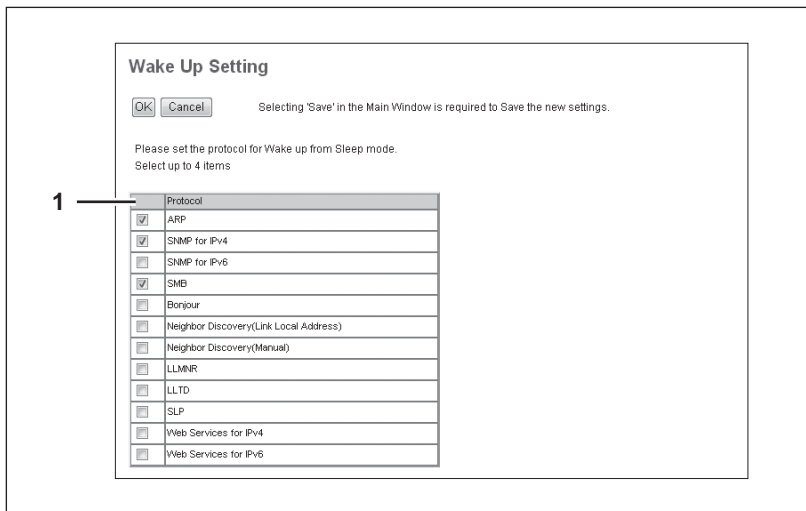 Wake Up Setting
OK Cancel Selecting 'Save' in the Main Window is required to Save the new settings.
Please set the protocol for Wake up from Sleep mode.
Select up to 4 items
1
Protocol
ARP
SNMP for IPv4
SNMP for IPv6
SMB
Bonjour
Neighbor Discovery(Link Local Address)
Neighbor Discovery(Manual)
LLMNR
LLTD
SLP
Web Services for IPv4
Web Services for IPv6